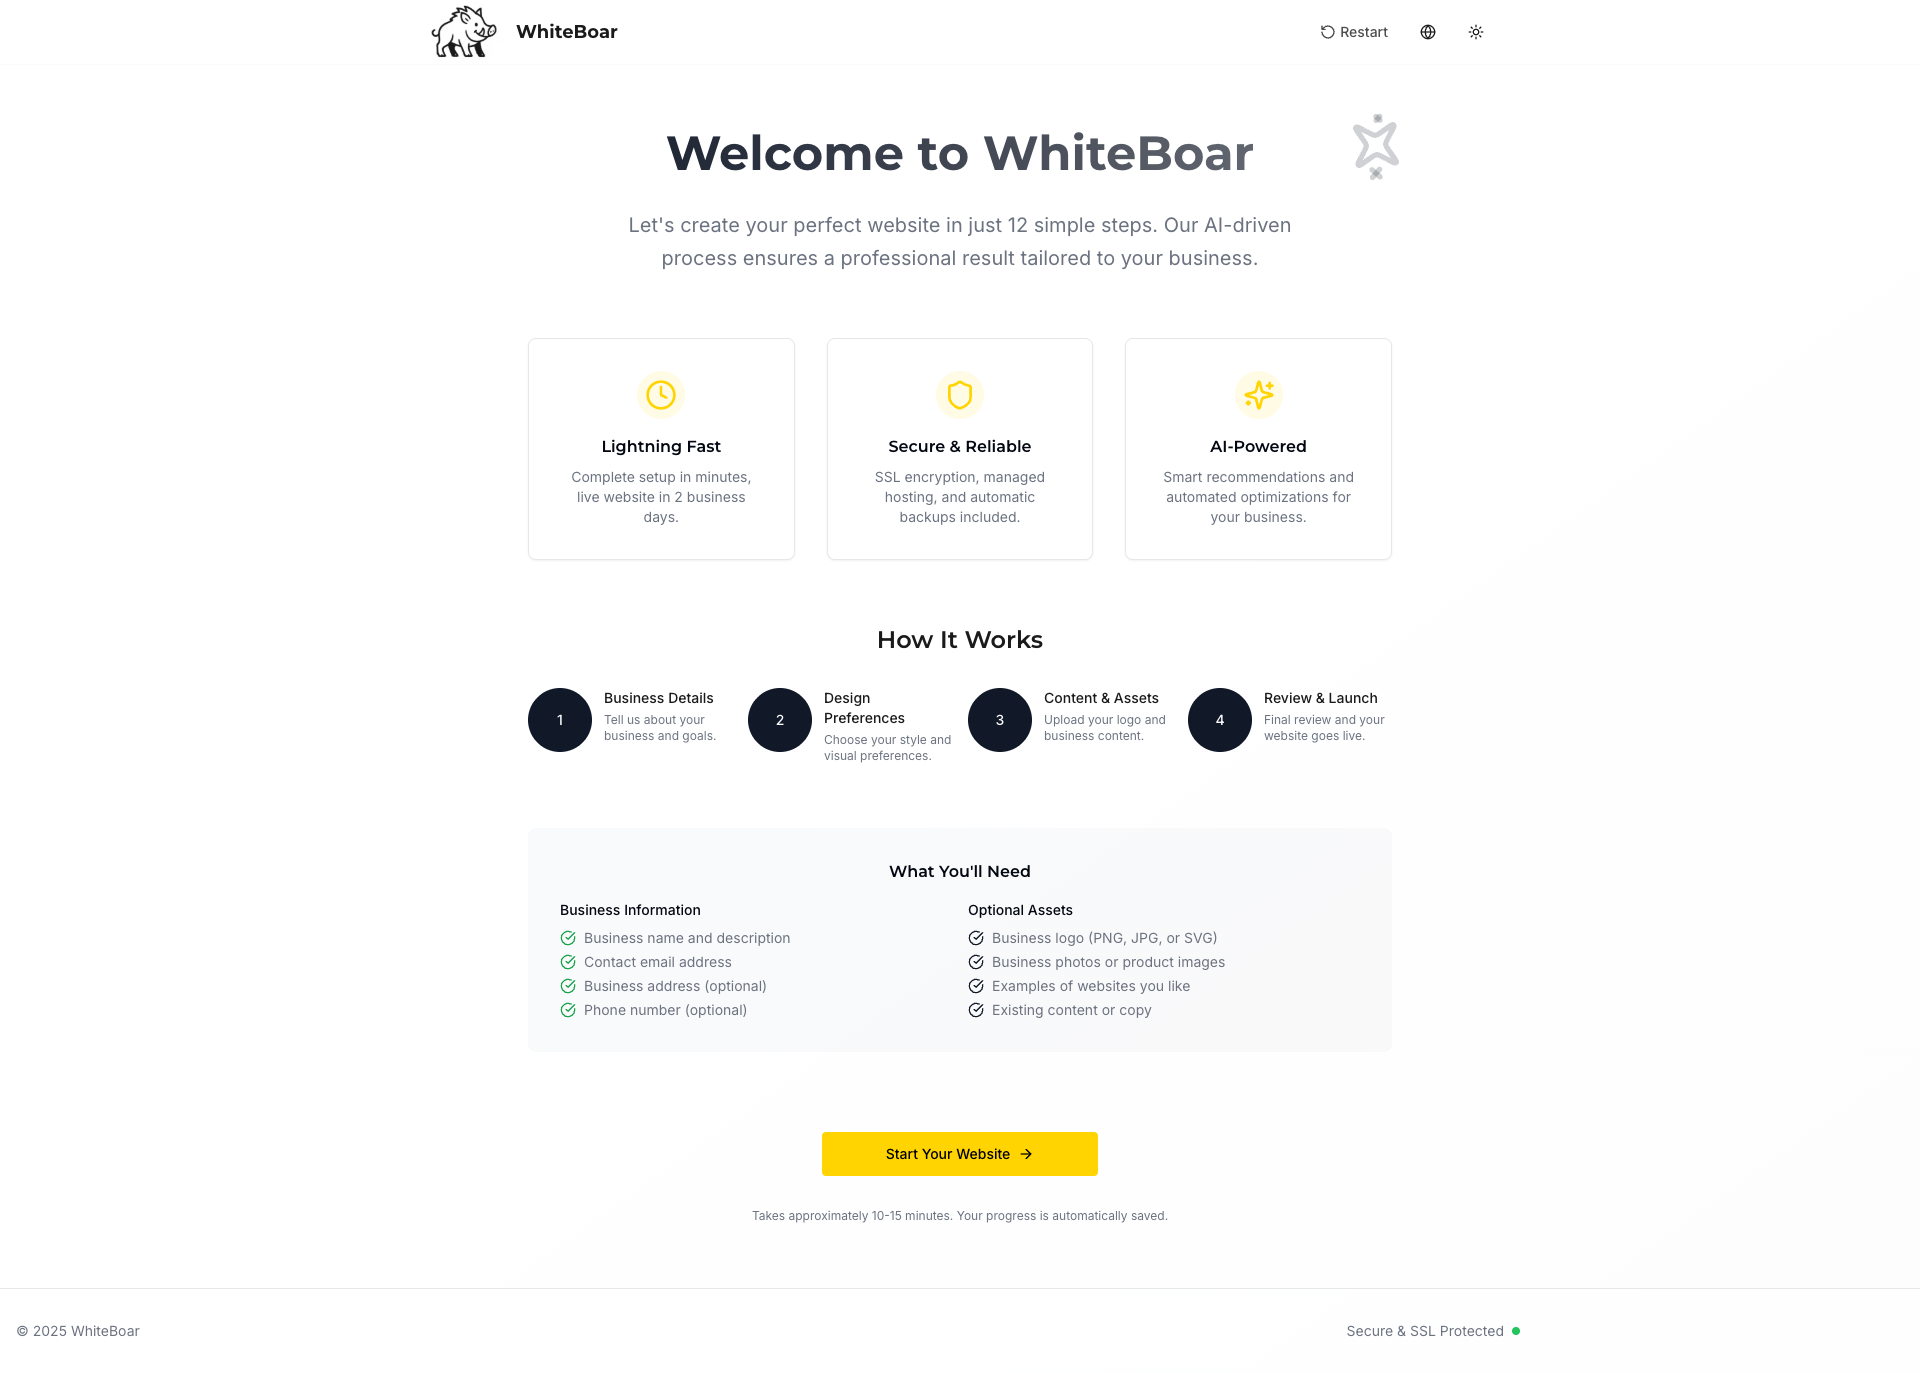 WhiteBoar
Restart
Welcome to WhiteBoar
Let's create your perfect website in just 12 simple steps. Our AI-driven
process ensures a professional result tailored to your business.
Lightning Fast
Complete setup in minutes,
live website in 2 business
days.
Secure & Reliable
SSL encryption, managed
hosting, and automatic
backups included.
AI-Powered
Smart recommendations and
automated optimizations for
your business.
How It Works
1
Business Details
Tell us about your
business and goals.
2
Design
Preferences
Choose your style and
visual preferences.
3
Content & Assets
Upload your logo and
business content.
4
Review & Launch
Final review and your
website goes live.
What You'll Need
Business Information
Business name and description
Contact email address
Business address (optional)
Phone number (optional)
Optional Assets
Business logo (PNG, JPG, or SVG)
Business photos or product images
Examples of websites you like
Existing content or copy
Start Your Website
Takes approximately 10-15 minutes. Your progress is automatically saved.
© 2025 WhiteBoar
Secure & SSL Protected